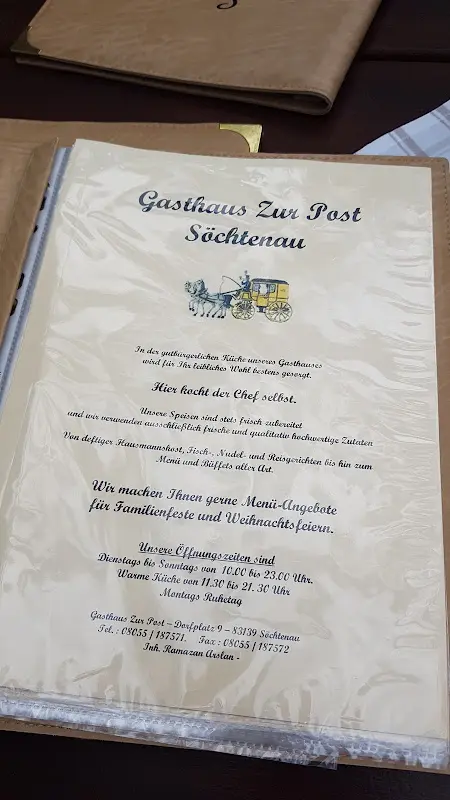 Gasthaus Zur Post
Söchtenau
In der gutbürgerlichen Küche unseres Gasthauses
wird für Ihr leibliches Wohl bestens gesorgt.
Hier kocht der Chef selbst.
Unsere Speisen sind stets frisch zubereitet
und wir verwenden ausschließlich frische und qualitativ hochwertige Zutaten
Von deftiger Hausmannskost, Fisch-, Nudel- und Reisgerichten bis hin zum
Menü und Büffets aller Art.
Wir machen Ihnen gerne Menü-Angebote
für Familienfeste und Weihnachtsfeiern.
Unsere Öffnungszeiten sind
Dienstags bis Sonntags von 10.00 bis 23.00 Uhr.
Warme Küche von 11.30 bis 21.30 Uhr
Montags Ruhetag
Gasthaus Zur Post – Dorfplatz 9 – 83139 Söchtenau
Tel. : 08055 / 187571. Fax : 08055 / 187572
Inh. Ramazan Arslan -